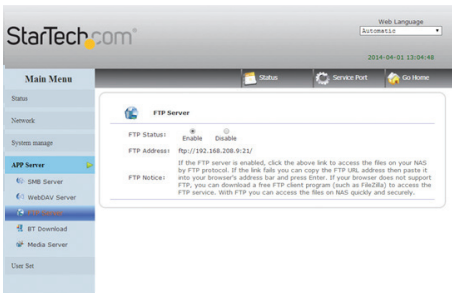 StarTech.com®
Web Language
Automatic
2014-04-01 13:04:48
Main Menu
Status
Service Port
Go Home
Status
Network
System manage
APP Server
SMB Server
WebDAV Server
BT Download
Media Server
User Set
FTP Server
FTP Status:
Enable Disable
FTP Address: ftp://192.168.208.9:21/
FTP Notice:
If the FTP server is enabled, click the above link to access the files on your NAS
by FTP protocol. If the link fails you can copy the FTP URL address then paste it
into your browser's address bar and press Enter. If your browser does not support
FTP, you can download a free FTP client program (such as FileZilla) to access the
FTP service. With FTP you can access the files on NAS quickly and securely.